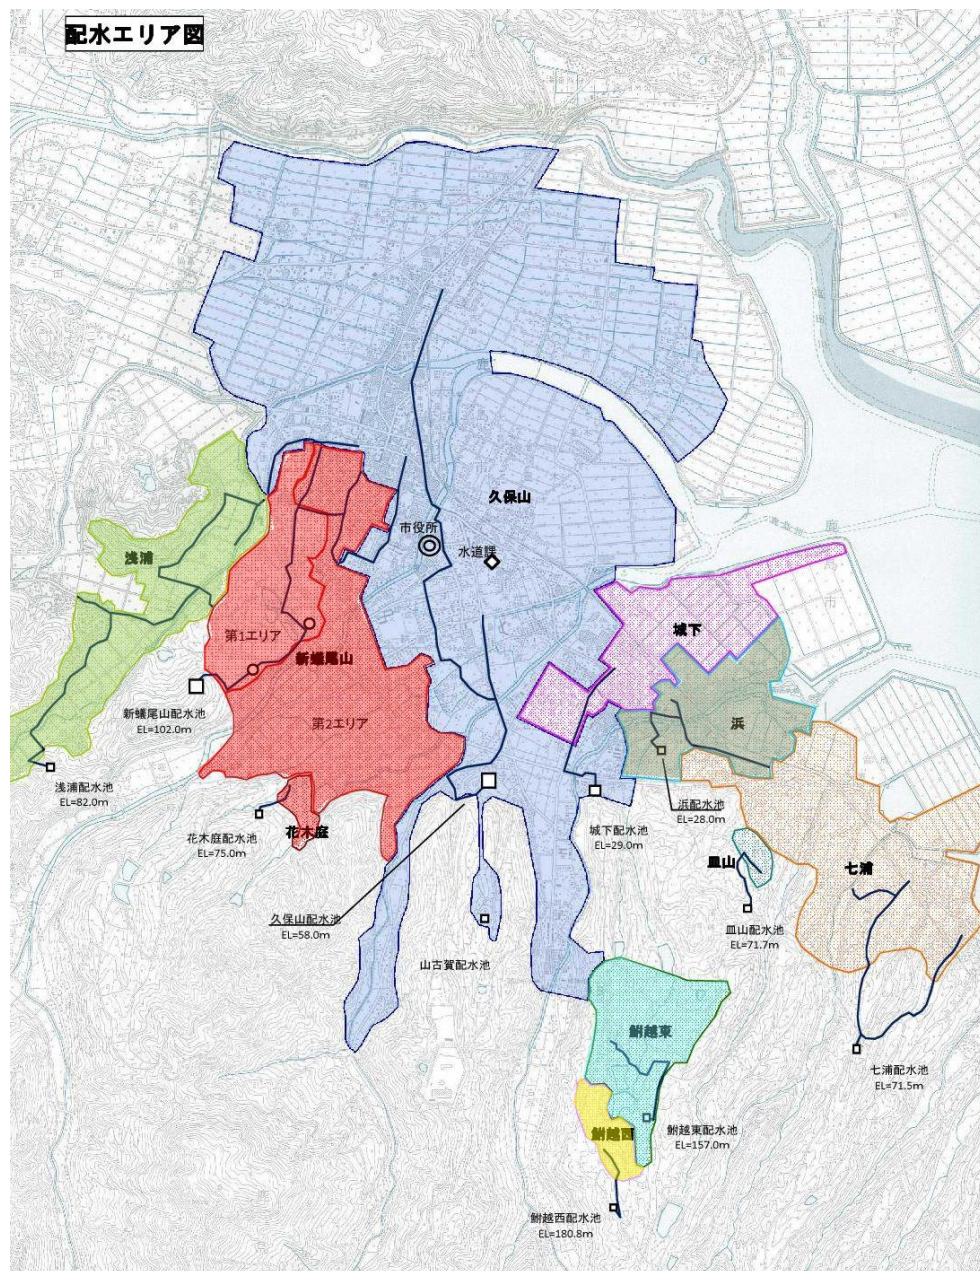 配水エリア図
久保山
市役所
水道課
浅浦
城下
第1エリア
新蟻尾山
浜
新蟻尾山配水池
EL=102.0m
第2エリア
浅浦配水池
EL=82.0m
浜配水池
EL=28.0m
花木庭配水池
EL=75.0m
花木庭
城下配水池
EL=29.0m
皿山
七浦
久保山配水池
EL=58.0m
皿山配水池
EL=71.7m
山古賀配水池
鮒越東
七浦配水池
EL=71.5m
鮒越西
鮒越東配水池
EL=157.0m
鮒越西配水池
EL=180.8m